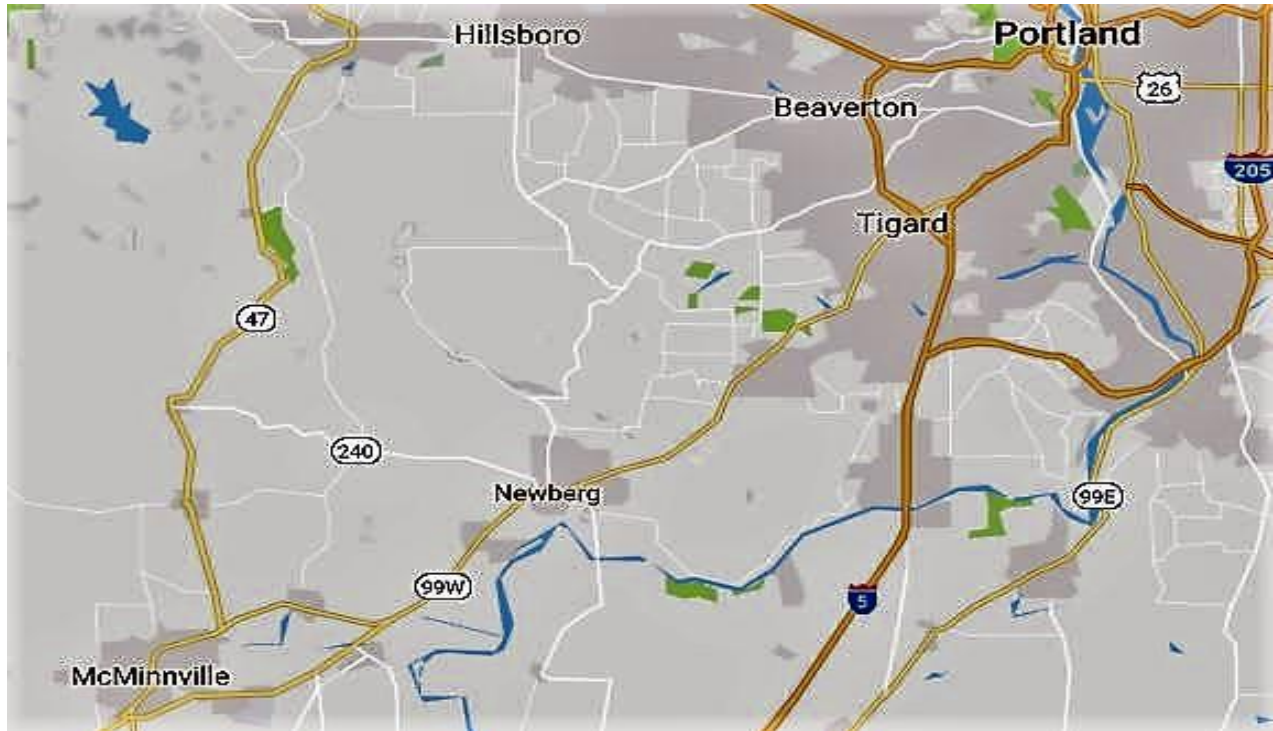 Hillsboro
Portland
26
Beaverton
205
Tigard
47
240
Newberg
99E
99W
5
McMinnville